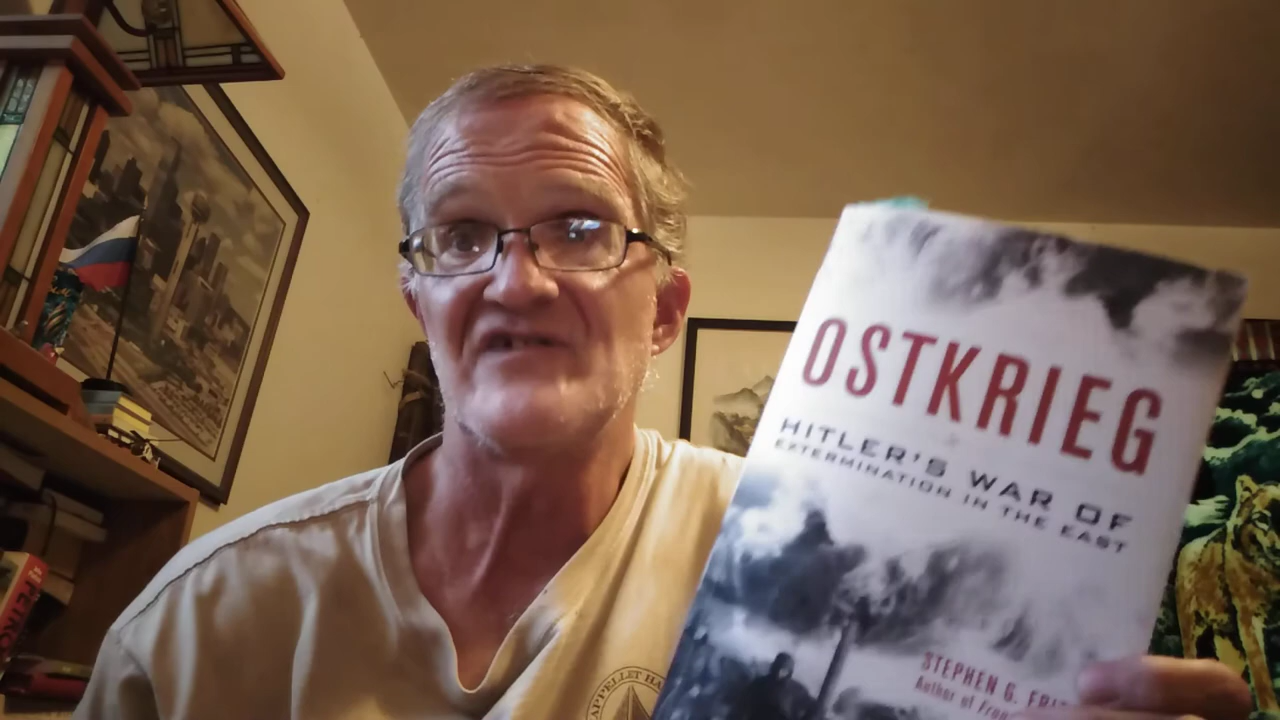 OSTKRIEG
HITLER'S WAR OF
EXTERMINATION IN THE EAST
STEPHEN G.
Author of